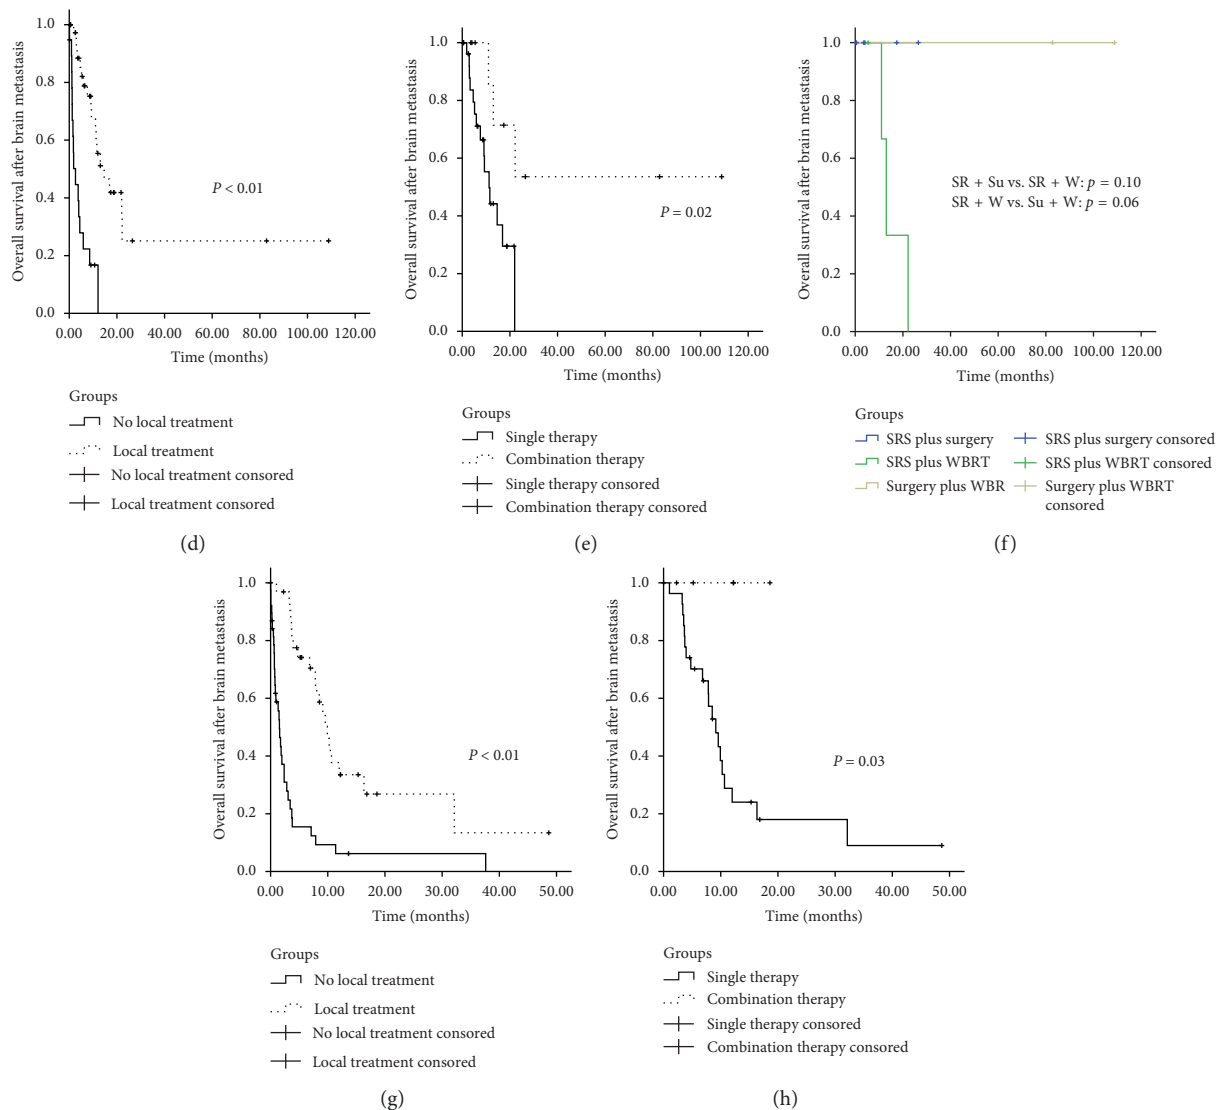 Overall survival after brain metastasis
1.0
0.8
0.6
0.4
0.2
0.0
P < 0.01
0.00 20.00 40.00 60.00 80.00 100.00 120.00
Time (months)
Groups
No local treatment
Local treatment
No local treatment consored
Local treatment consored
(d)
Overall survival after brain metastasis
1.0
0.8
0.6
0.4
0.2
0.0
P = 0.02
0.00 20.00 40.00 60.00 80.00 100.00 120.00
Time (months)
Groups
Single therapy
Combination therapy
Single therapy consored
Combination therapy consored
(e)
Overall survival after brain metastasis
1.0
0.8
0.6
0.4
0.2
0.0
SR + Su vs. SR + W: p = 0.10
SR + W vs. Su + W: p = 0.06
0.00 20.00 40.00 60.00 80.00 100.00 120.00
Time (months)
Groups
SRS plus surgery
SRS plus WBRT
Surgery plus WBR
SRS plus surgery consored
SRS plus WBRT consored
Surgery plus WBRT
consored
(f)
Overall survival after brain metastasis
1.0
0.8
0.6
0.4
0.2
0.0
P < 0.01
0.00 10.00 20.00 30.00 40.00 50.00
Time (months)
Groups
No local treatment
Local treatment
No local treatment consored
Local treatment consored
(g)
Overall survival after brain metastasis
1.0
0.8
0.6
0.4
0.2
0.0
P = 0.03
0.00 10.00 20.00 30.00 40.00 50.00
Time (months)
Groups
Single therapy
Combination therapy
Single therapy consored
Combination therapy consored
(h)